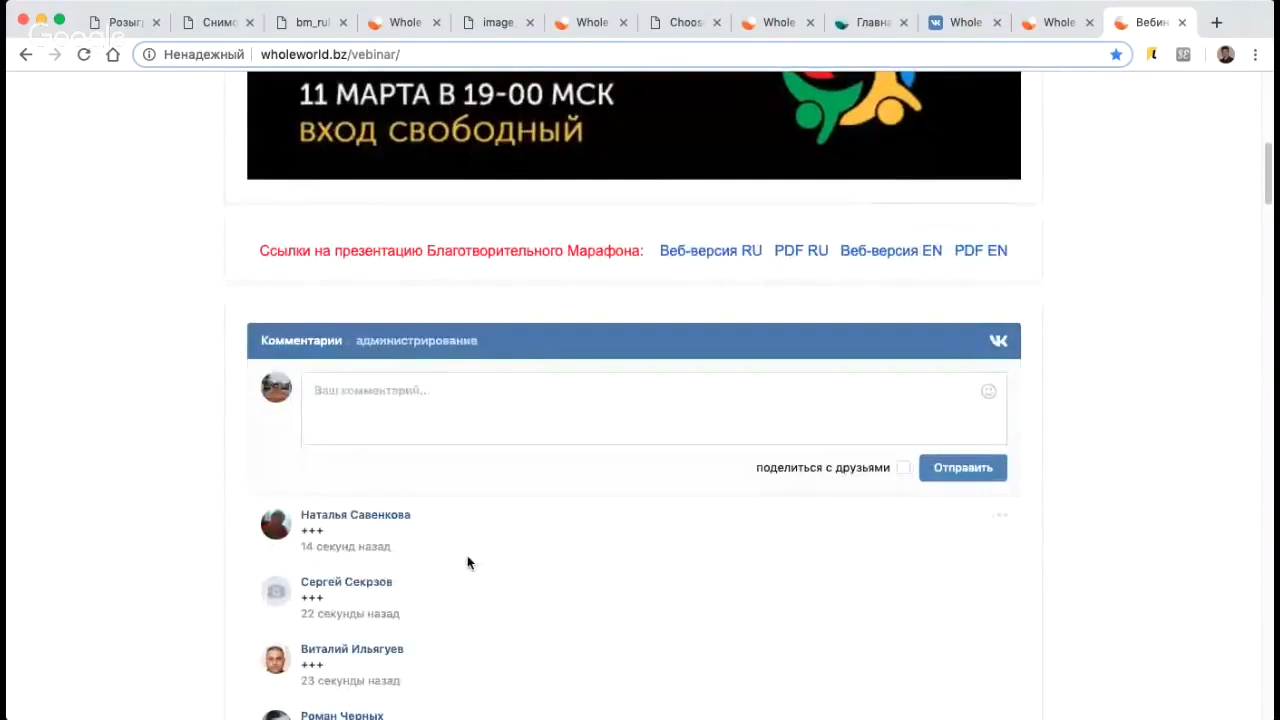 Розыг
Снимо
bm_rul
Whole
image
Whole
Choos
Whole
Главна
Whole
Whole
Вебин
Google
Ненадежный
wholeworld.bz/vebinar/
11 МАРТА В 19-00 МСК
ВХОД СВОБОДНЫЙ
Ссылки на презентацию Благотворительного Марафона: Веб-версия RU PDF RU Веб-версия EN PDF EN
Комментарии администрирование
Ваш комментарий...
поделиться с друзьями Отправить
Наталья Савенкова
+++
14 секунд назад
Сергей Секрзов
+++
22 секунды назад
Виталий Ильягуев
+++
23 секунды назад
Роман Черных